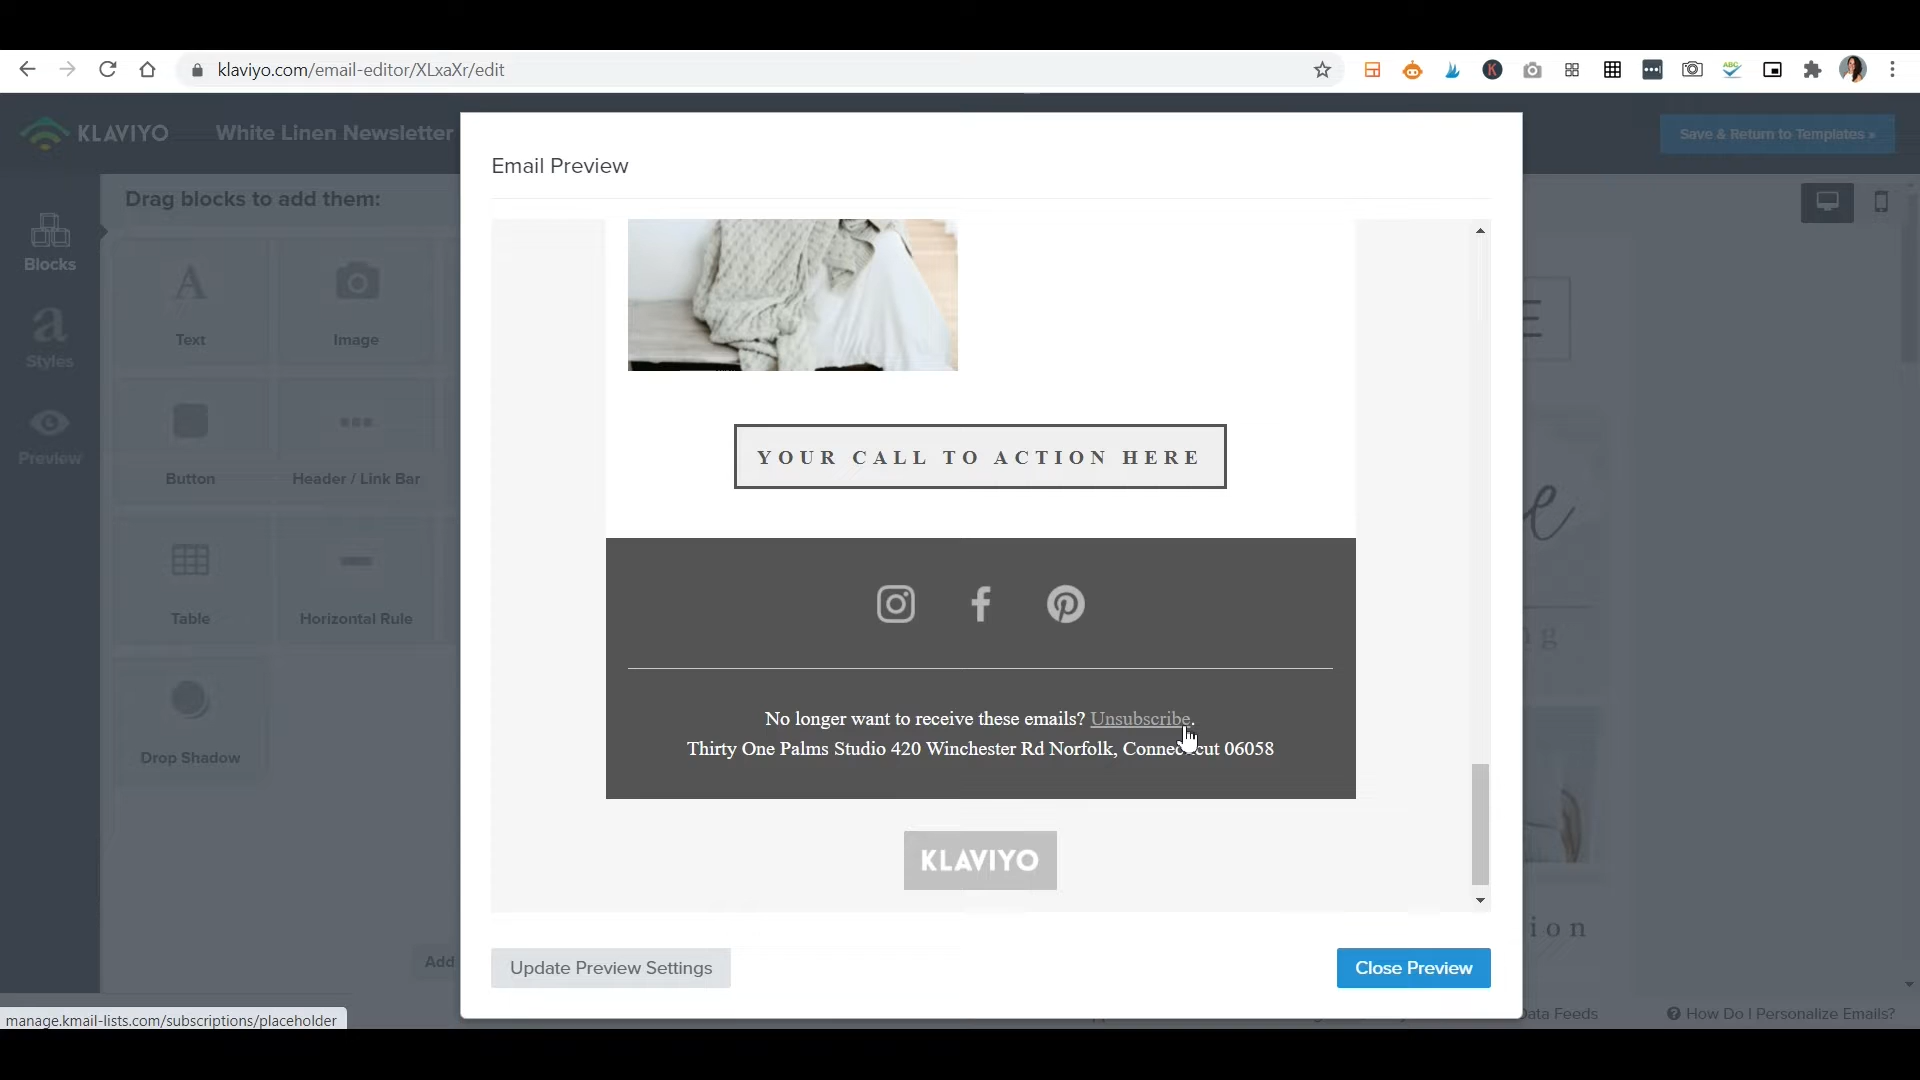 klaviyo.com/email-editor/XLxaXr/edit
KLAVIYO
White Linen Newsletter
Save & Return to Templates »
Email Preview
Drag blocks to add them:
Blocks
Styles
Preview
Text
Image
Button
Header / Link Bar
Table
Horizontal Rule
Drop Shadow
Add
YOUR CALL TO ACTION HERE
No longer want to receive these emails? Unsubscribe.
Thirty One Palms Studio 420 Winchester Rd Norfolk, Connecticut 06058
KLAVIYO
Update Preview Settings
Close Preview
manage.kmail-lists.com/subscriptions/placeholder
Data Feeds
How Do I Personalize Emails?